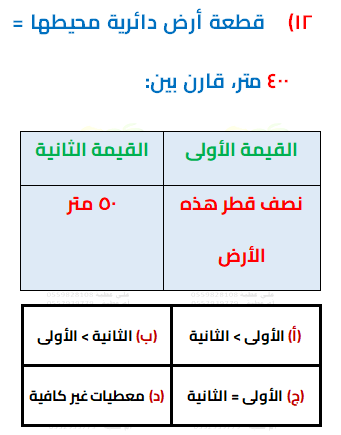 ١٢) قطعة أرض دائرية محيطها =
٤٠٠ متر، قارن بين:
القيمة الأولى القيمة الثانية
نصف قطر هذه ٥٠ متر
الأرض
(أ) الأولى > الثانية (ب) الثانية > الأولى
(ج) الأولى = الثانية (د) معطيات غير كافية